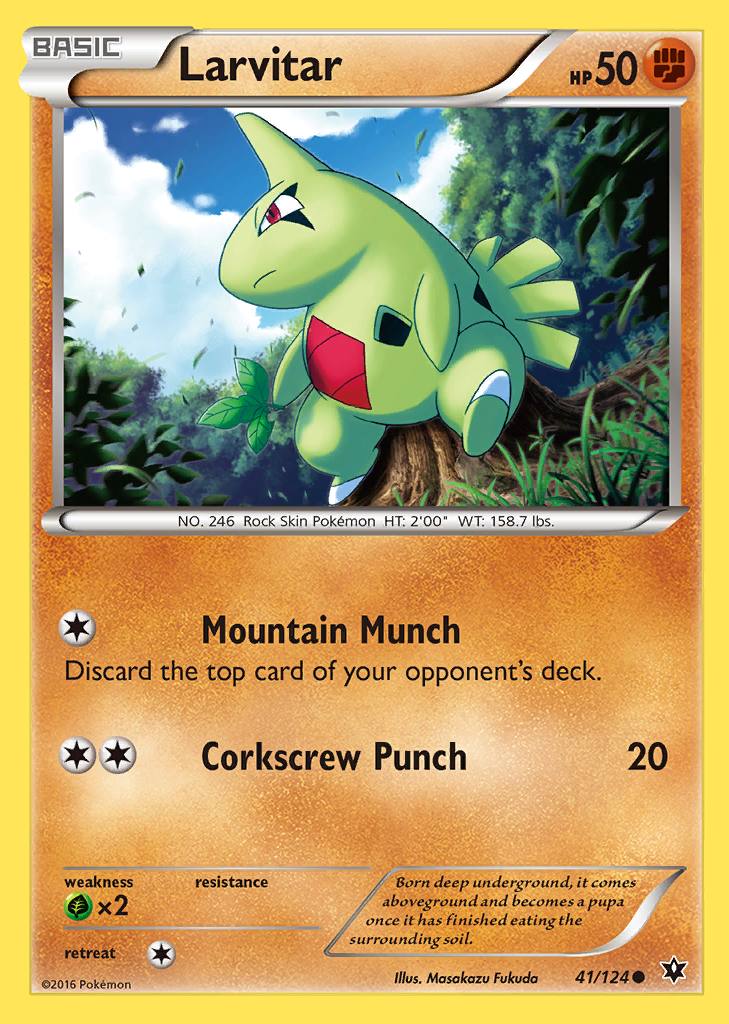 BASIC
Larvitar
HP 50
NO. 246 Rock Skin Pokémon HT: 2'00" WT: 158.7 lbs.
Mountain Munch
Discard the top card of your opponent's deck.
Corkscrew Punch 20
weakness resistance
×2
retreat
Born deep underground, it comes
aboveground and becomes a pupa
once it has finished eating the
surrounding soil.
©2016 Pokémon
Illus. Masakazu Fukuda 41/124